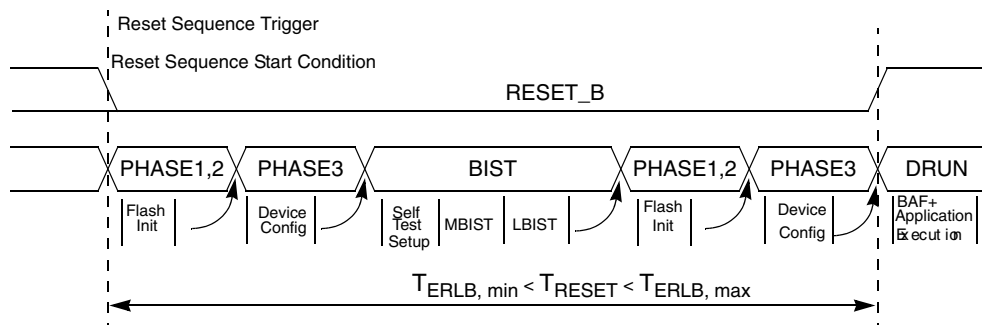 Reset Sequence Trigger
Reset Sequence Start Condition
RESET_B
PHASE1,2 PHASE3 BIST PHASE1,2 PHASE3 DRUN
Flash
Init
Device
Config
Self
Test
Setup
MBIST
LBIST
Flash
Init
Device
Config
BAF+
Application
Execution
TERLB, min < TRESET < TERLB, max